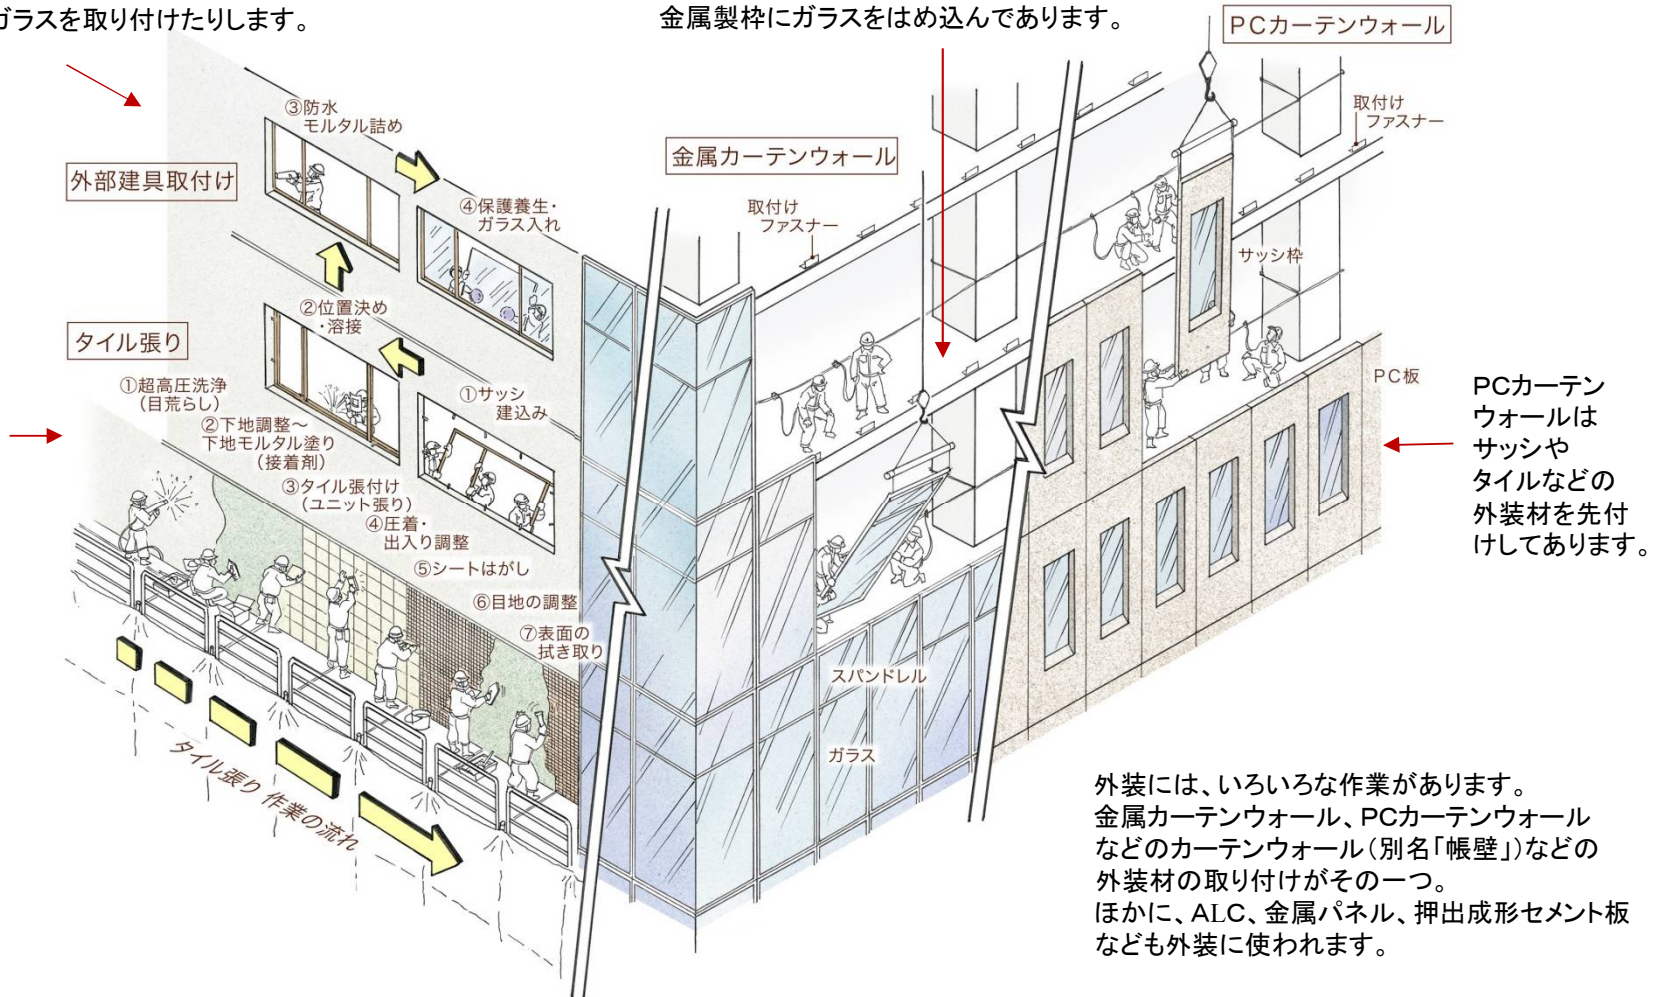 ガラスを取り付けたりします。
金属製枠にガラスをはめ込んであります。
PCカーテンウォール
取付け
ファスナー
③防水
モルタル詰め
外部建具取付け
④保護養生・
ガラス入れ
金属カーテンウォール
取付け
ファスナー
サッシ枠
②位置決め
・溶接
タイル張り
①超高圧洗浄
(目荒らし)
②下地調整〜
下地モルタル塗り
(接着剤)
①サッシ
建込み
③タイル張付け
(ユニット張り)
④圧着・
出入り調整
⑤シートはがし
⑥目地の調整
⑦表面の
拭き取り
PC板
PCカーテン
ウォールは
サッシや
タイルなどの
外装材を先付
けしてあります。
スパンドレル
ガラス
タイル張り 作業の流れ
外装には、いろいろな作業があります。
金属カーテンウォール、PCカーテンウォール
などのカーテンウォール(別名「帳壁」)などの
外装材の取り付けがその一つ。
ほかに、ALC、金属パネル、押出成形セメント板
なども外装に使われます。